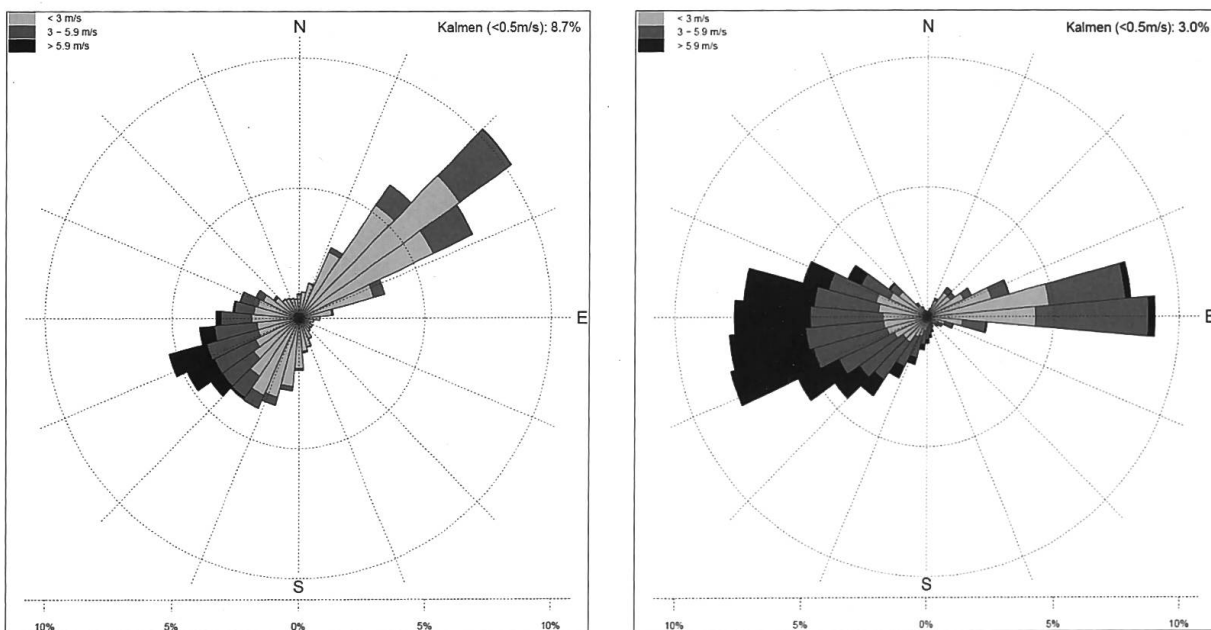 < 3 m/s
3 – 5.9 m/s
> 5.9 m/s
N
Kalmen (<0.5m/s): 8.7%
E
S
10%
5%
0%
5%
10%
< 3 m/s
3 – 5.9 m/s
> 5.9 m/s
N
Kalmen (<0.5m/s): 3.0%
E
S
10%
5%
0%
5%
10%